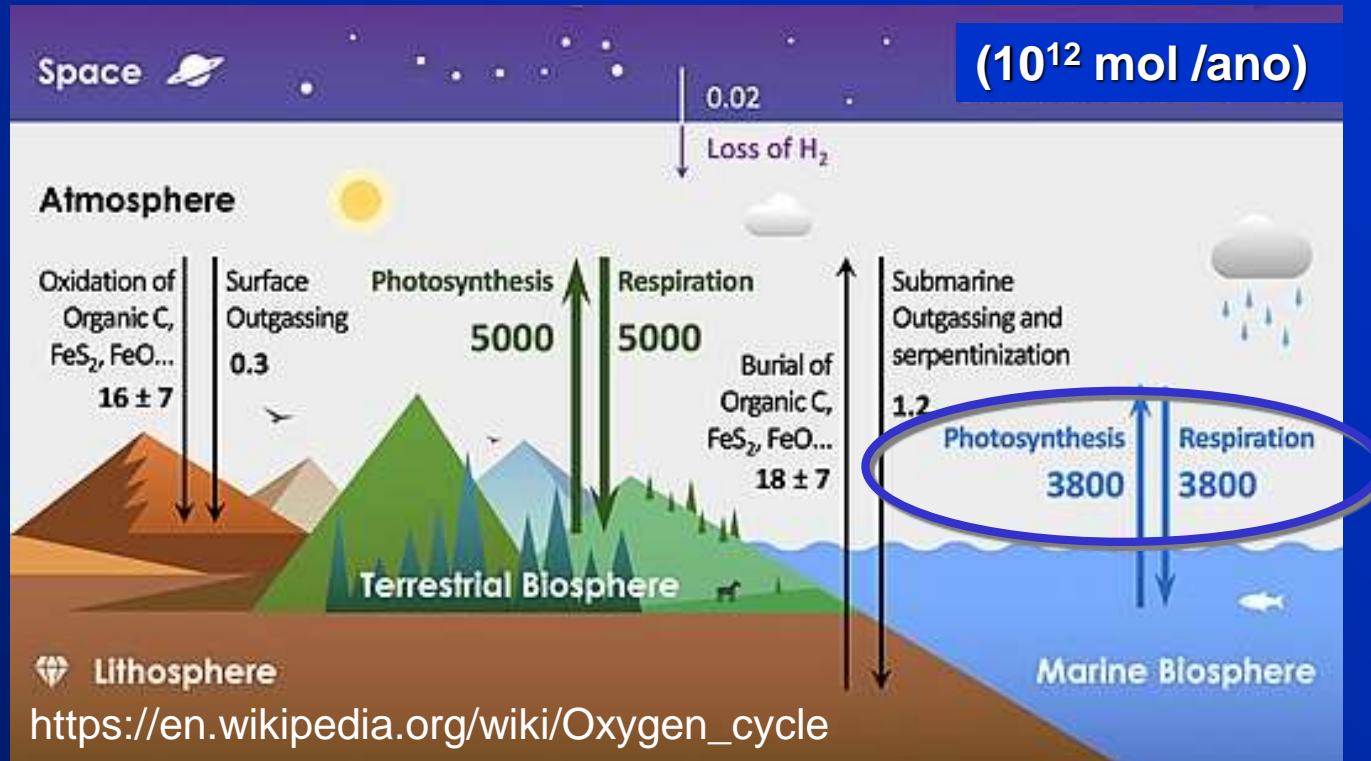 Space
(10¹² mol /ano)
0.02
Loss of H₂
Atmosphere
Oxidation of
Organic C,
FeS₂, FeO...
16 ± 7
Surface
Outgassing
0.3
Photosynthesis
5000
Respiration
5000
Burial of
Organic C,
FeS₂, FeO...
18 ± 7
Submarine
Outgassing and
serpentinization
1.2
Photosynthesis
3800
Respiration
3800
Terrestrial Biosphere
Lithosphere
Marine Biosphere
https://en.wikipedia.org/wiki/Oxygen_cycle